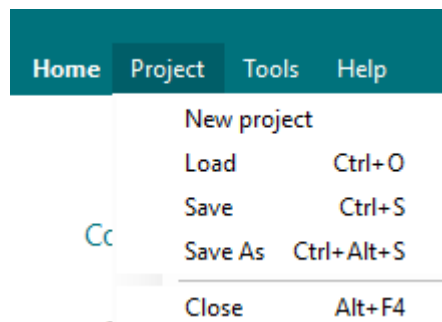 Home Project Tools Help
New project
Load Ctrl+O
Save Ctrl+S
Save As Ctrl+Alt+S
Close Alt+F4